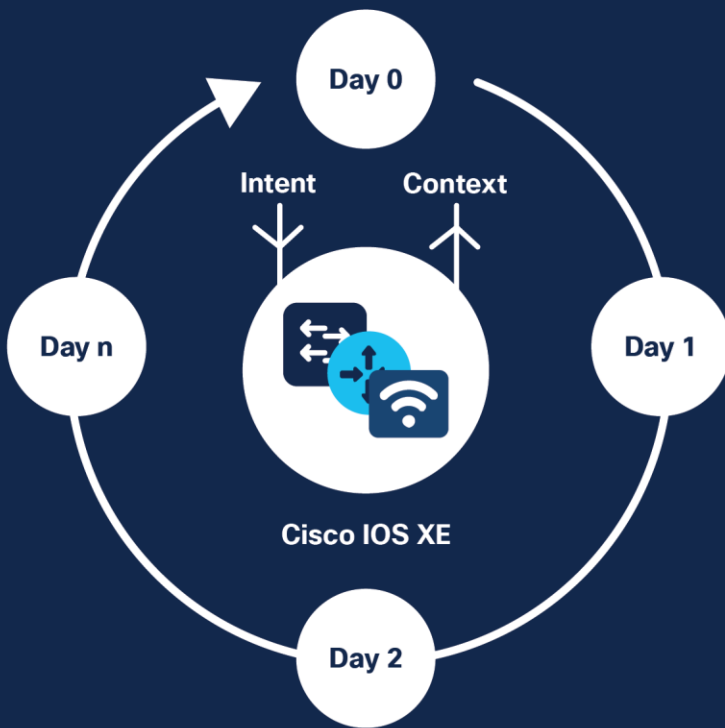 Day 0
Intent
Context
Day n
Day 1
Cisco IOS XE
Day 2